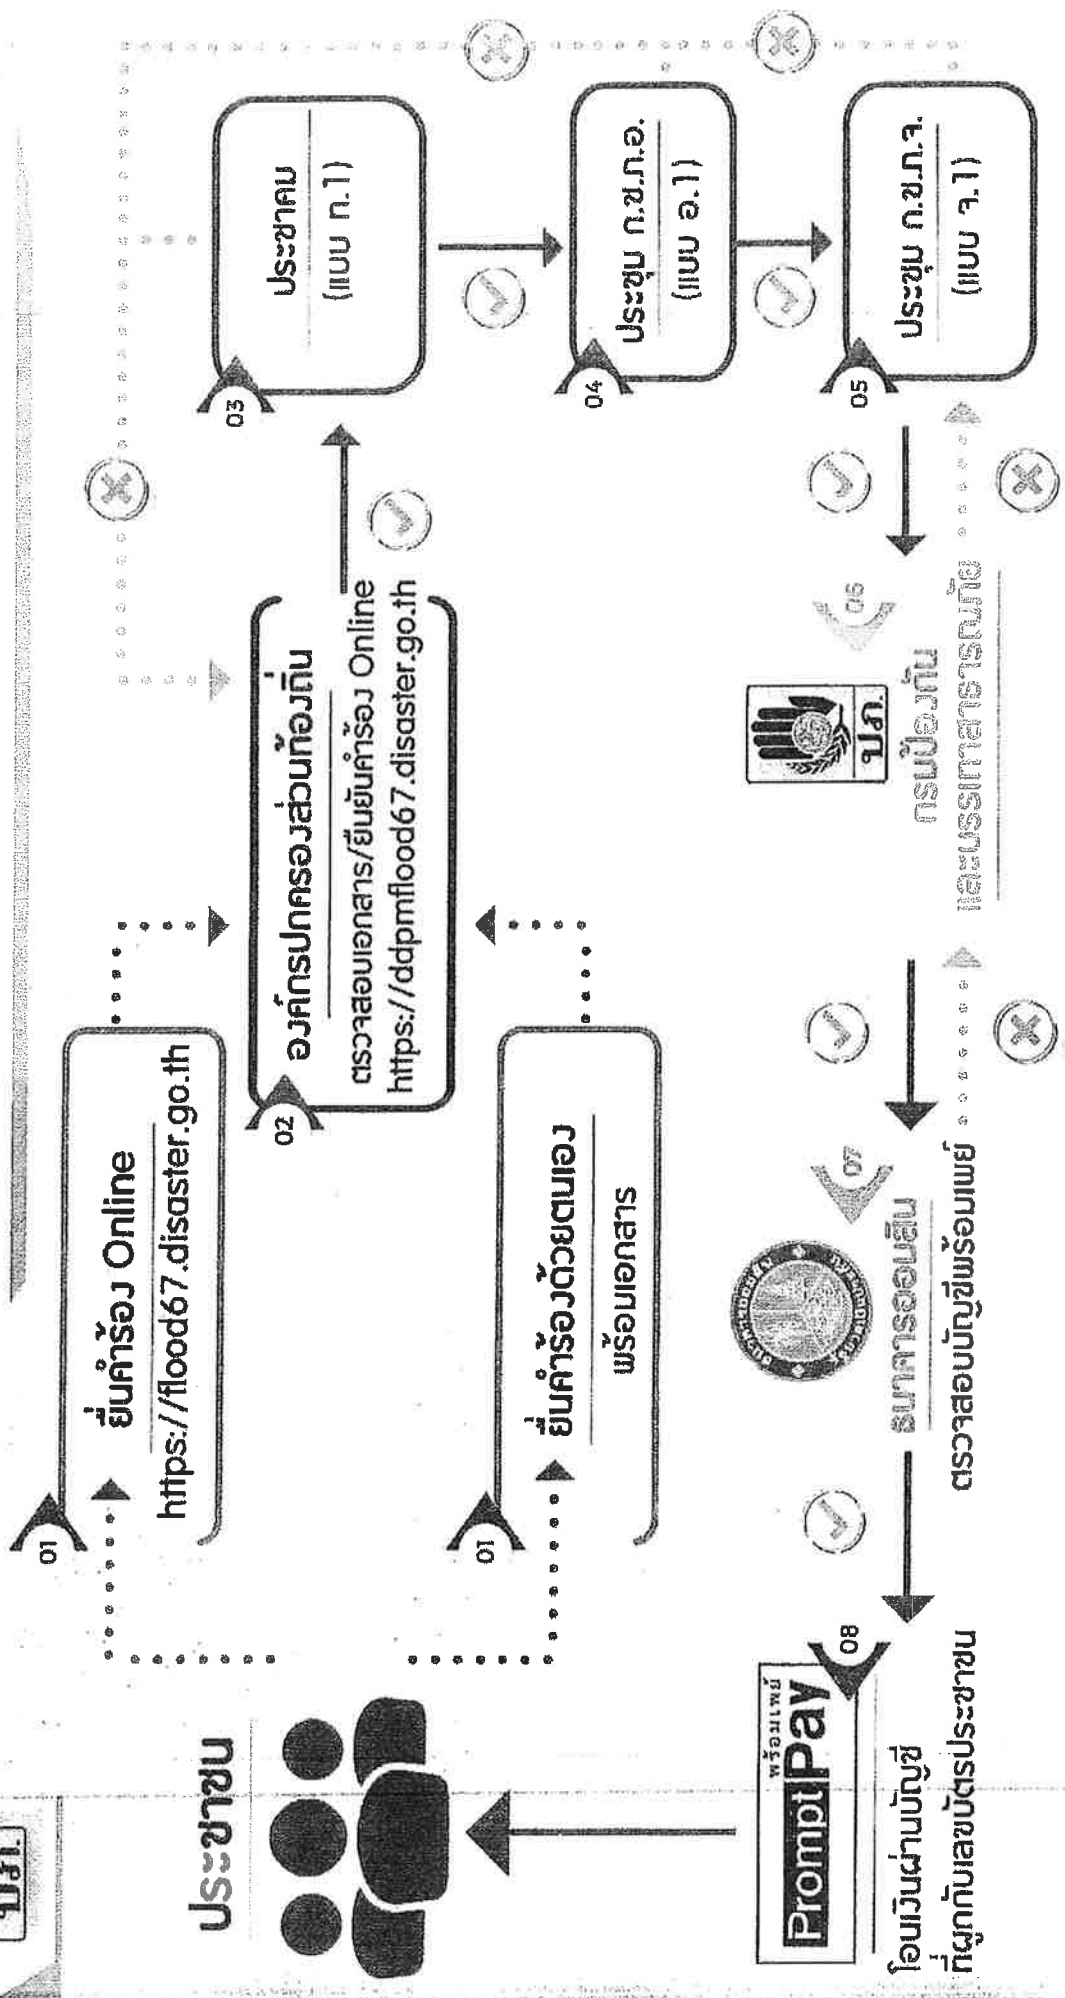 ปภ.
ประชาชน
01
ยื่นคำร้อง Online
https://flood67.disaster.go.th
01
ยื่นคำร้องด้วยตนเอง
พร้อมเอกสาร
02
องค์กรปกครองส่วนท้องถิ่น
ตรวจสอบเอกสาร/ยืนยันคำร้อง Online
https://ddpmflood67.disaster.go.th
03
ประชาคม
(แบบ ท.1)
04
ประชุม ก.ช.ภ.อ.
(แบบ อ.1)
05
ประชุม ก.ช.ภ.จ.
(แบบ จ.1)
06
ปภ.
กรมป้องกัน
และบรรเทาสาธารณภัย
07
ธนาคารออมสิน
ตรวจสอบบัญชีพร้อมเพย์
08
พร้อมเพย์
PromptPay
โอนเงินผ่านบัญชี
ที่ผูกกับเลขบัตรประชาชน